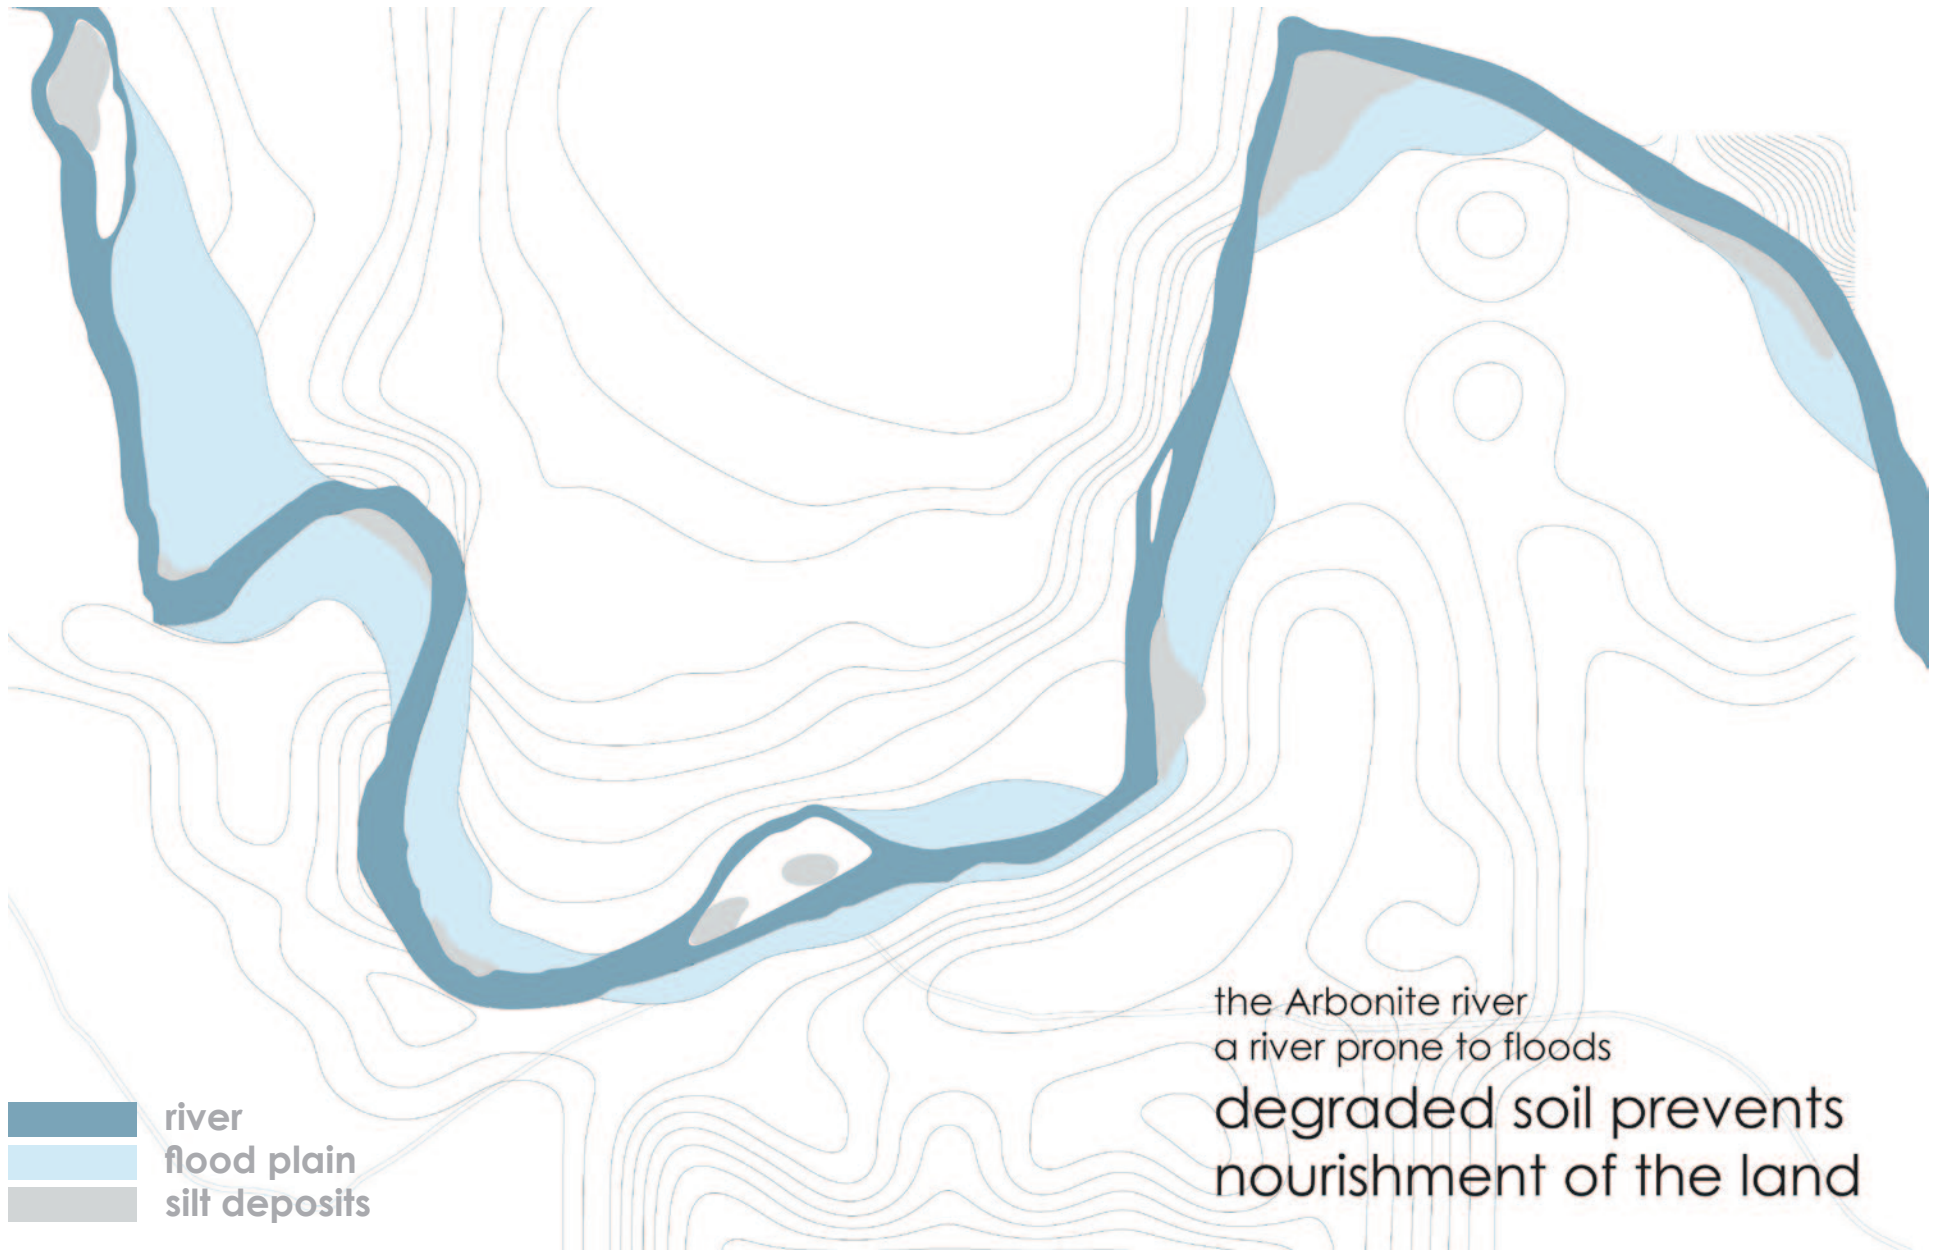 the Arbonite river
a river prone to floods
degraded soil prevents
nourishment of the land
river
flood plain
silt deposits